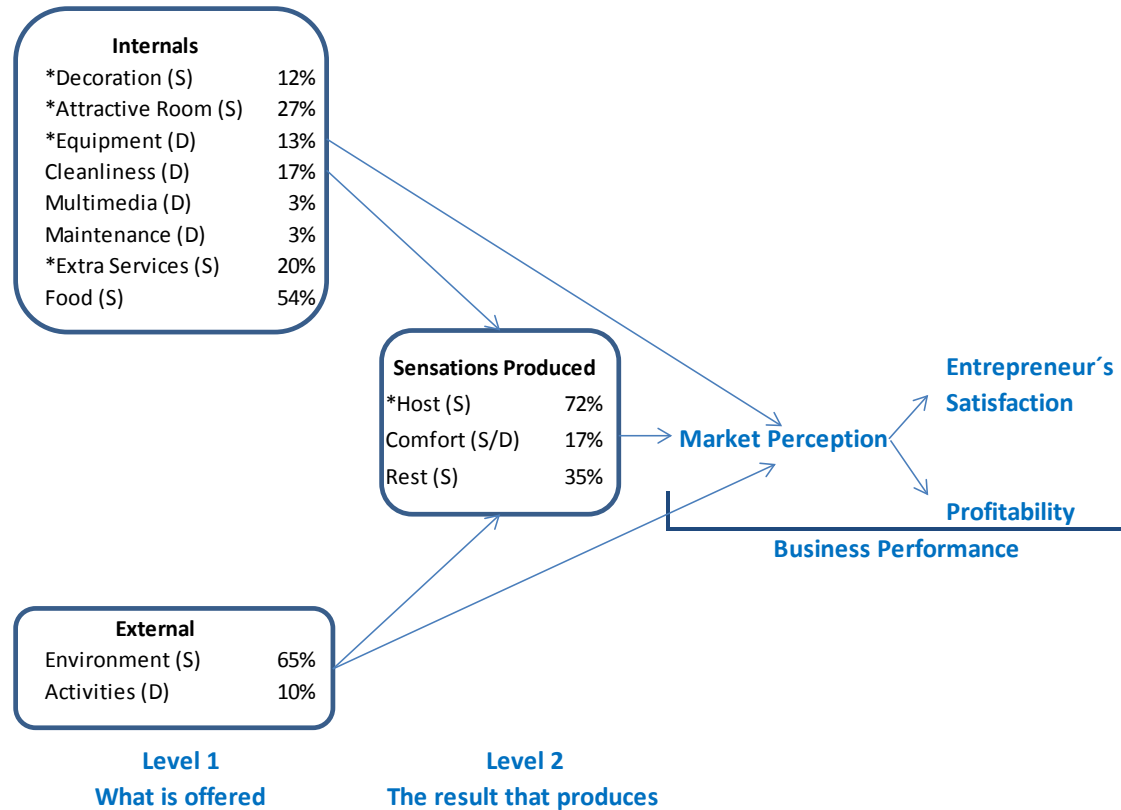 Internals
*Decoration (S) 12%
*Attractive Room (S) 27%
*Equipment (D) 13%
Cleanliness (D) 17%
Multimedia (D) 3%
Maintenance (D) 3%
*Extra Services (S) 20%
Food (S) 54%
Sensations Produced
*Host (S) 72%
Comfort (S/D) 17%
Rest (S) 35%
Market Perception
Entrepreneur´s
Satisfaction
Profitability
Business Performance
External
Environment (S) 65%
Activities (D) 10%
Level 1
What is offered
Level 2
The result that produces